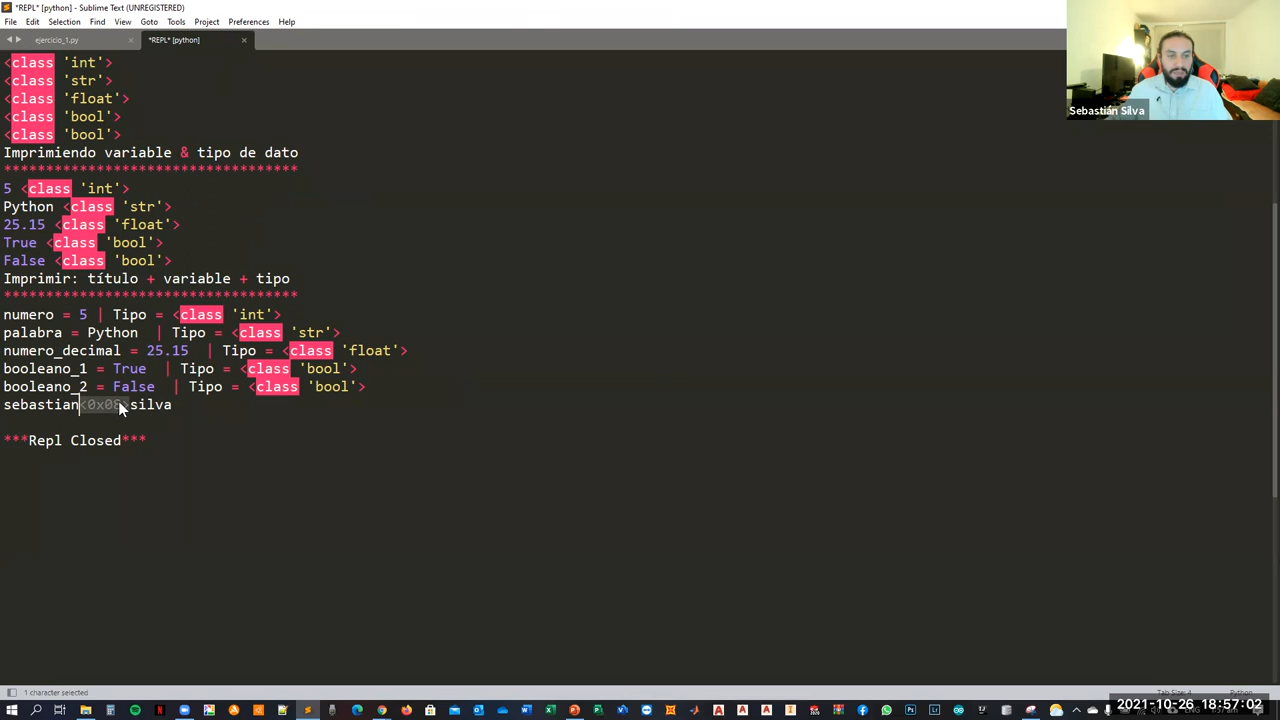 *REPL* [python] - Sublime Text (UNREGISTERED)
File Edit Selection Find View Goto Tools Project Preferences Help
ejercicio_1.py *REPL* [python]
<class 'int'>
<class 'str'>
<class 'float'>
<class 'bool'>
<class 'bool'>
Imprimiendo variable & tipo de dato
***********************************
5 <class 'int'>
Python <class 'str'>
25.15 <class 'float'>
True <class 'bool'>
False <class 'bool'>
Imprimir: título + variable + tipo
***********************************
numero = 5 | Tipo = <class 'int'>
palabra = Python | Tipo = <class 'str'>
numero_decimal = 25.15 | Tipo = <class 'float'>
booleano_1 = True | Tipo = <class 'bool'>
booleano_2 = False | Tipo = <class 'bool'>
sebastian<0x08>silva
***Repl Closed***
Sebastián Silva
1 character selected
Tab Size: 4 Python
2021-10-26 18:57:02